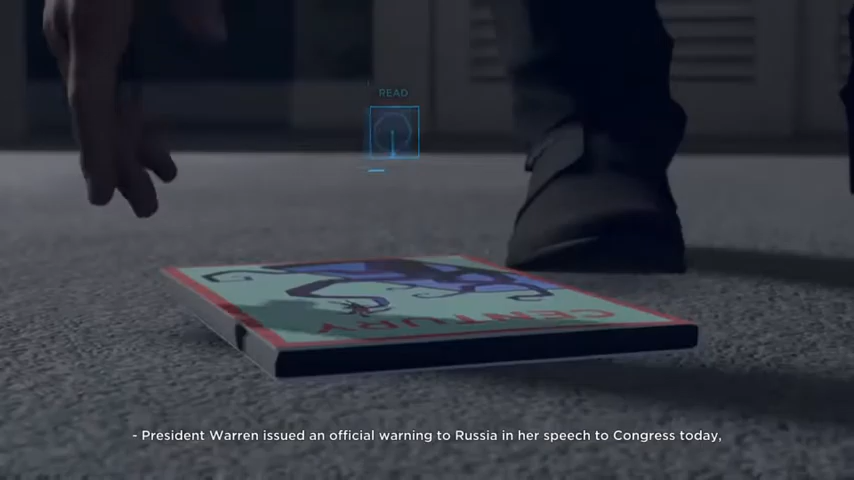 READ
CENTURY
- President Warren issued an official warning to Russia in her speech to Congress today,